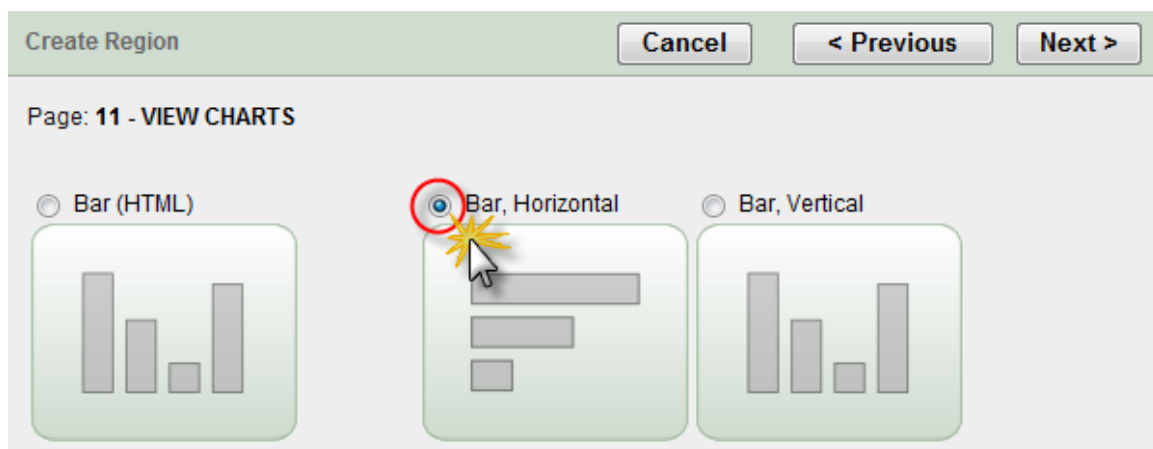 Create Region Cancel < Previous Next >
Page: 11 - VIEW CHARTS
Bar (HTML) Bar, Horizontal Bar, Vertical